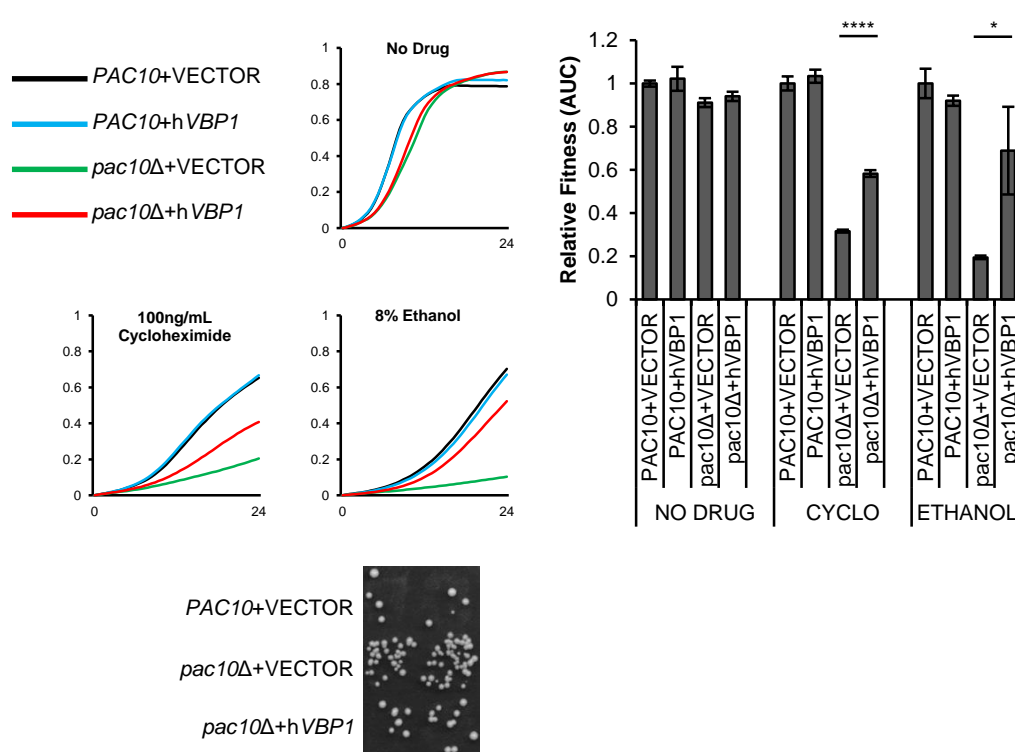 PAC10+VECTOR
PAC10+hVBP1
pac10Δ+VECTOR
pac10Δ+hVBP1
No Drug
1
0.8
0.6
0.4
0.2
0
0
24
100ng/mL
Cycloheximide
1
0.8
0.6
0.4
0.2
0
0
24
8% Ethanol
1
0.8
0.6
0.4
0.2
0
0
24
****
*
Relative Fitness (AUC)
1.2
1
0.8
0.6
0.4
0.2
0
PAC10+VECTOR
PAC10+hVBP1
pac10Δ+VECTOR
pac10Δ+hVBP1
PAC10+VECTOR
PAC10+hVBP1
pac10Δ+VECTOR
pac10Δ+hVBP1
PAC10+VECTOR
PAC10+hVBP1
pac10Δ+VECTOR
pac10Δ+hVBP1
NO DRUG
CYCLO
ETHANOL
PAC10+VECTOR
pac10Δ+VECTOR
pac10Δ+hVBP1